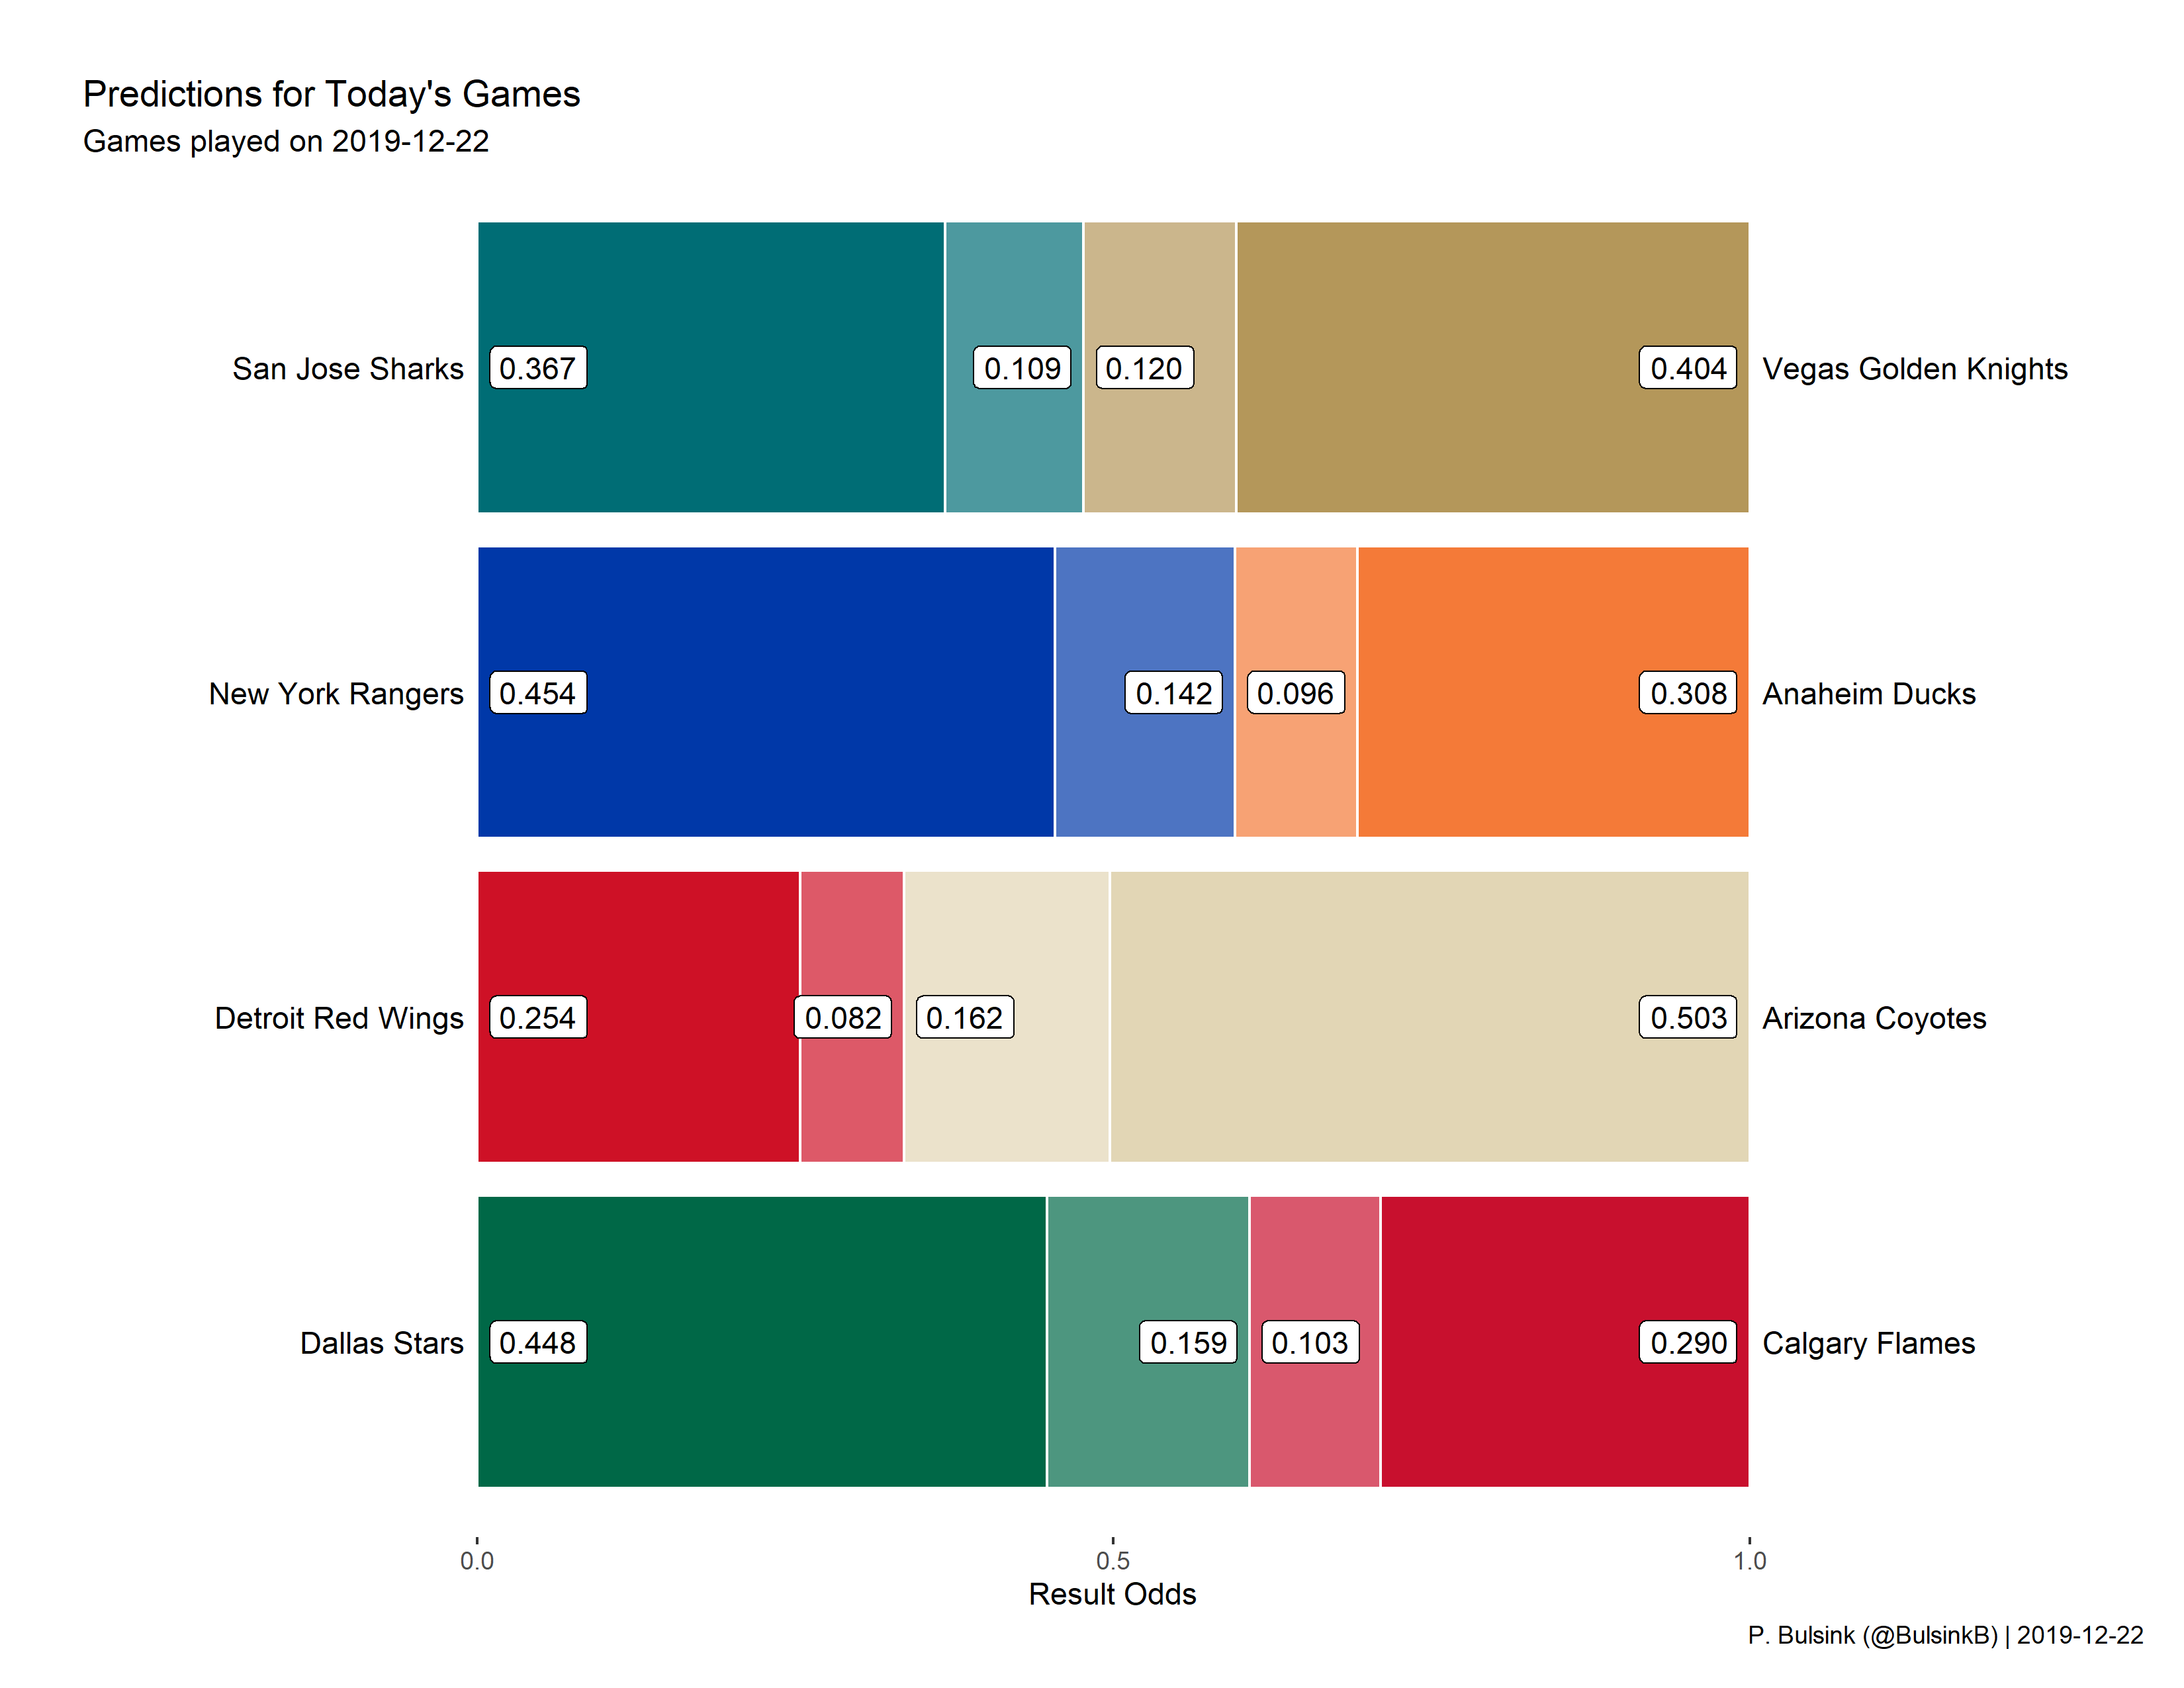 Predictions for Today's Games
Games played on 2019-12-22
San Jose Sharks 0.367 0.109 0.120 0.404 Vegas Golden Knights
New York Rangers 0.454 0.142 0.096 0.308 Anaheim Ducks
Detroit Red Wings 0.254 0.082 0.162 0.503 Arizona Coyotes
Dallas Stars 0.448 0.159 0.103 0.290 Calgary Flames
0.0 0.5 1.0
Result Odds
P. Bulsink (@BulsinkB) | 2019-12-22